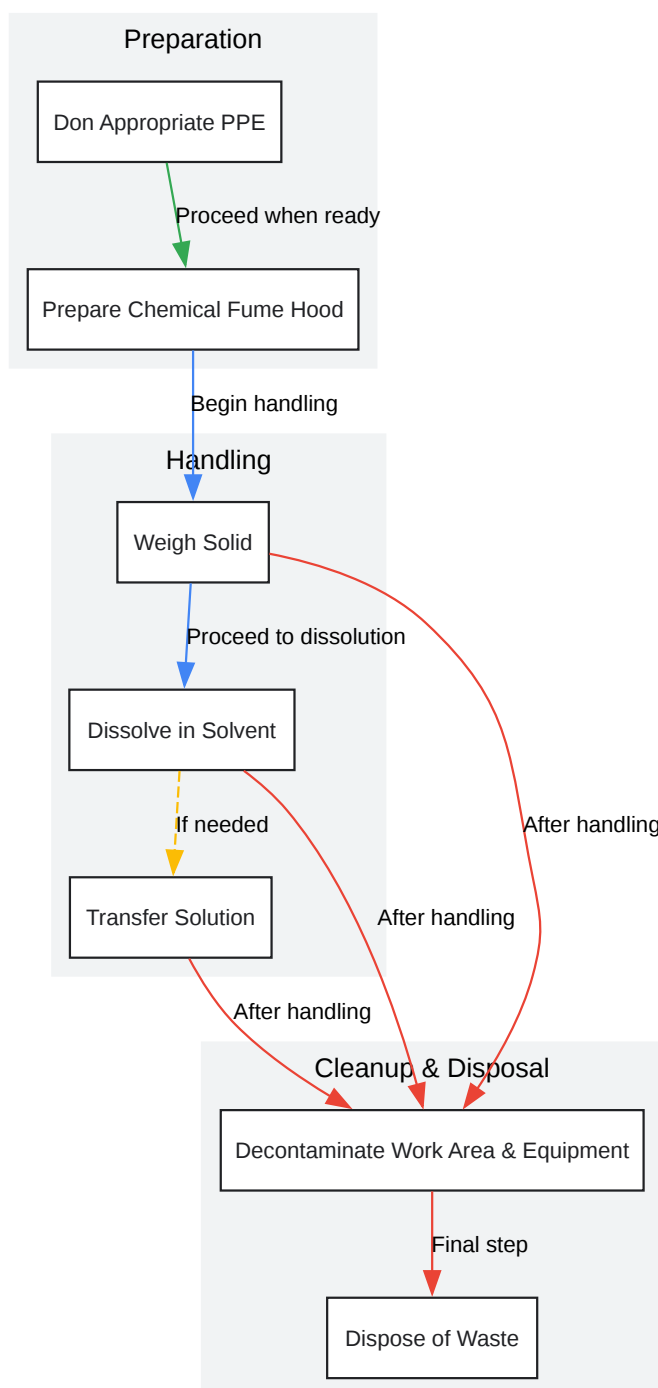 Preparation
Don Appropriate PPE
Proceed when ready
Prepare Chemical Fume Hood
Begin handling
Handling
Weigh Solid
Proceed to dissolution
Dissolve in Solvent
If needed
After handling
Transfer Solution
After handling
After handling
Cleanup & Disposal
Decontaminate Work Area & Equipment
Final step
Dispose of Waste